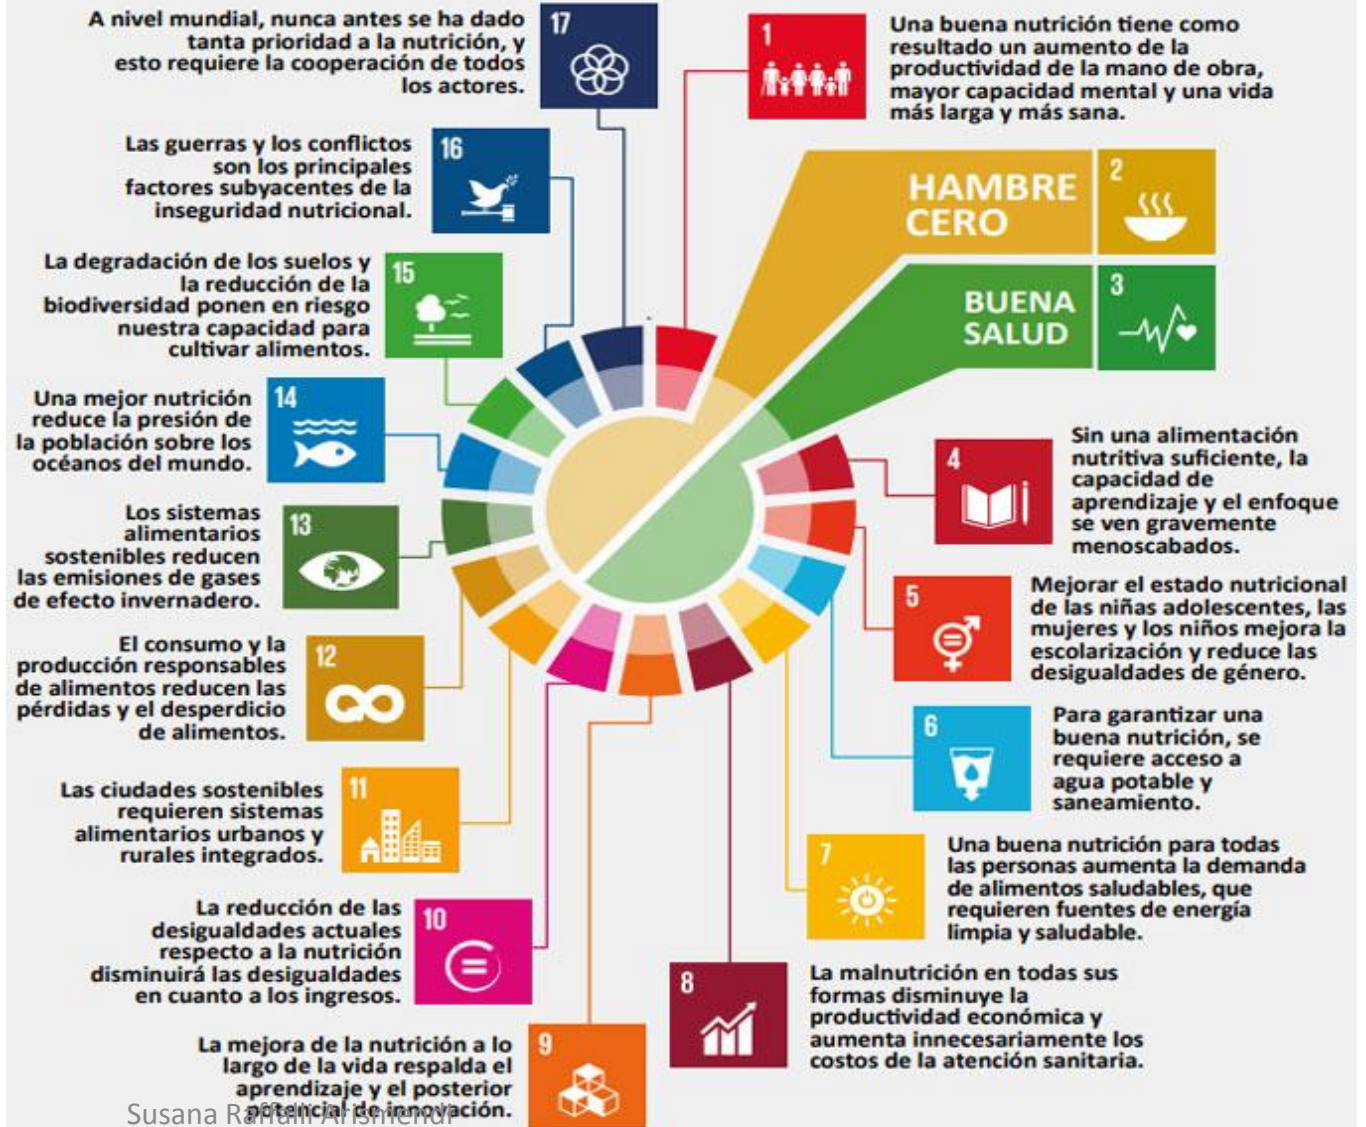 1
Una buena nutrición tiene como
resultado un aumento de la
productividad de la mano de obra,
mayor capacidad mental y una vida
más larga y más sana.
HAMBRE
CERO
2
BUENA
SALUD
3
4
Sin una alimentación
nutritiva suficiente, la
capacidad de
aprendizaje y el enfoque
se ven gravemente
menoscabados.
5
Mejorar el estado nutricional
de las niñas adolescentes, las
mujeres y los niños mejora la
escolarización y reduce las
desigualdades de género.
6
Para garantizar una
buena nutrición, se
requiere acceso a
agua potable y
saneamiento.
7
Una buena nutrición para todas
las personas aumenta la demanda
de alimentos saludables, que
requieren fuentes de energía
limpia y saludable.
8
La malnutrición en todas sus
formas disminuye la
productividad económica y
aumenta innecesariamente los
costos de la atención sanitaria.
9
La mejora de la nutrición a lo
largo de la vida respalda el
aprendizaje y el posterior
potencial de innovación.
Susana Raffalli Arismendi
10
La reducción de las
desigualdades actuales
respecto a la nutrición
disminuirá las desigualdades
en cuanto a los ingresos.
11
Las ciudades sostenibles
requieren sistemas
alimentarios urbanos y
rurales integrados.
12
El consumo y la
producción responsables
de alimentos reducen las
pérdidas y el desperdicio
de alimentos.
13
Los sistemas
alimentarios
sostenibles reducen
las emisiones de gases
de efecto invernadero.
14
Una mejor nutrición
reduce la presión de
la población sobre los
océanos del mundo.
15
La degradación de los suelos y
la reducción de la
biodiversidad ponen en riesgo
nuestra capacidad para
cultivar alimentos.
16
Las guerras y los conflictos
son los principales
factores subyacentes de la
inseguridad nutricional.
17
A nivel mundial, nunca antes se ha dado
tanta prioridad a la nutrición, y
esto requiere la cooperación de todos
los actores.